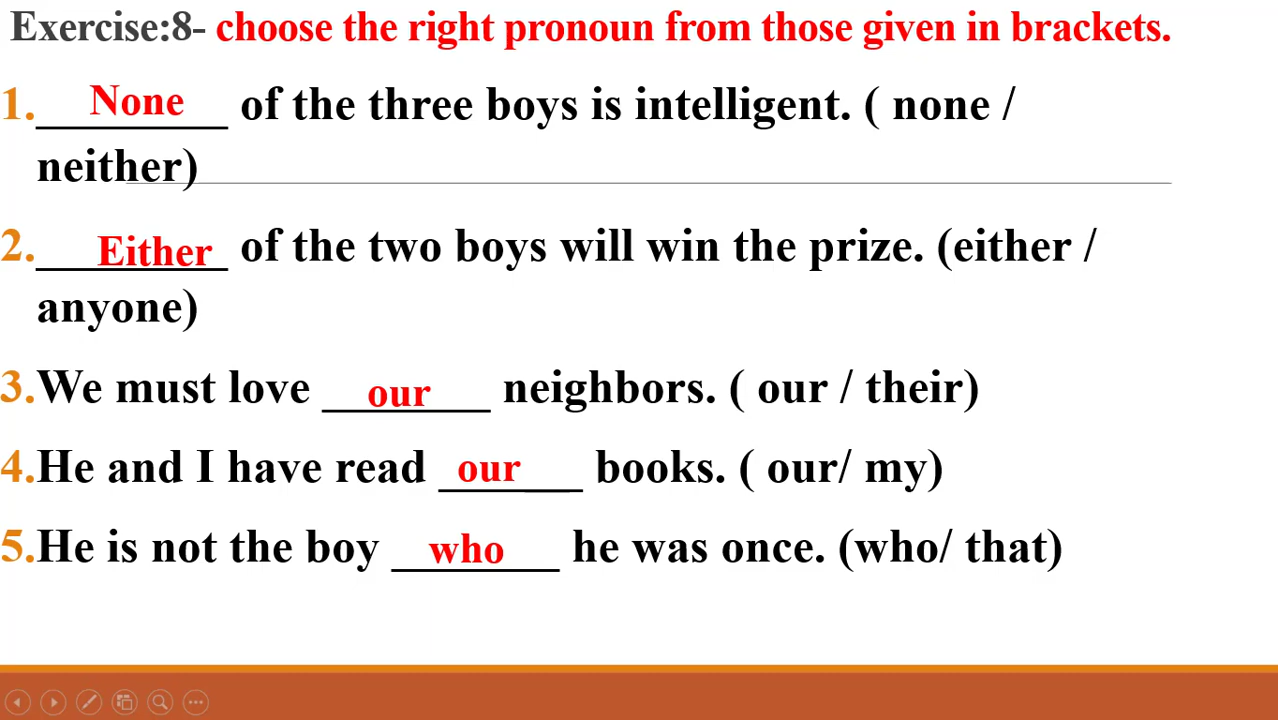 Exercise:8- choose the right pronoun from those given in brackets.
1. None of the three boys is intelligent. ( none /
neither)
2. Either of the two boys will win the prize. (either /
anyone)
3.We must love our neighbors. ( our / their)
4.He and I have read our books. ( our/ my)
5.He is not the boy who he was once. (who/ that)